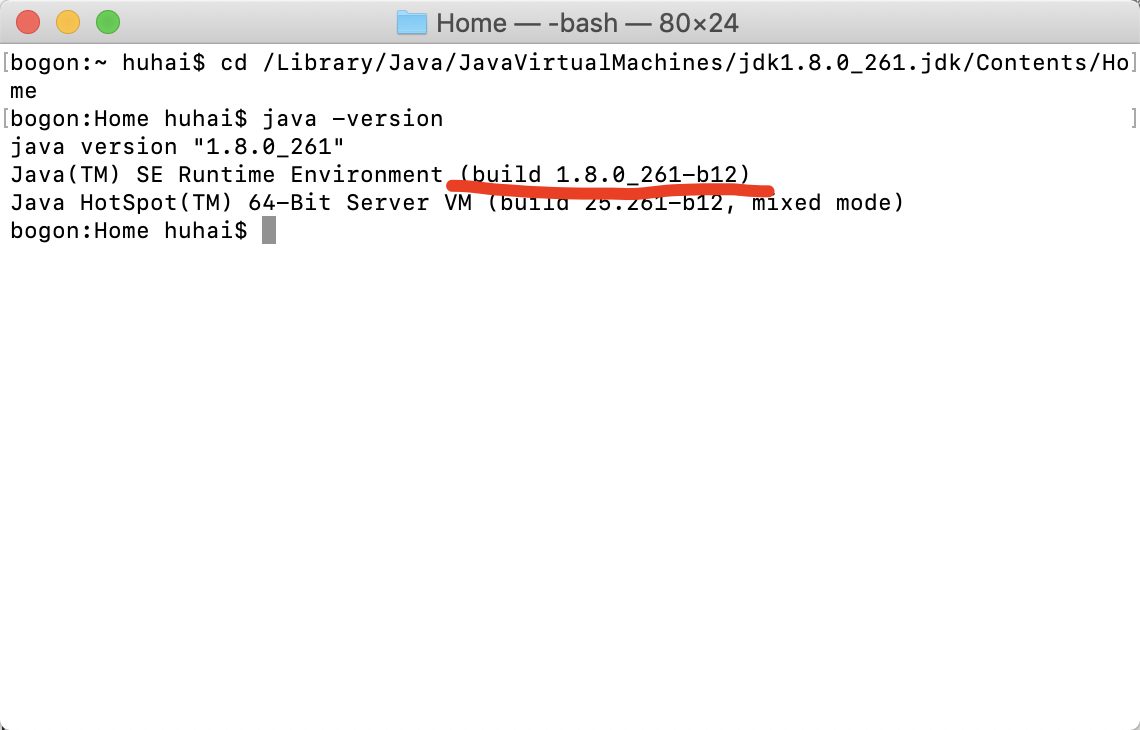 Home — -bash — 80×24
[bogon:~ huhai$ cd /Library/Java/JavaVirtualMachines/jdk1.8.0_261.jdk/Contents/Ho]
me
[bogon:Home huhai$ java -version ]
java version "1.8.0_261"
Java(TM) SE Runtime Environment (build 1.8.0_261-b12)
Java HotSpot(TM) 64-Bit Server VM (build 25.261-b12, mixed mode)
bogon:Home huhai$